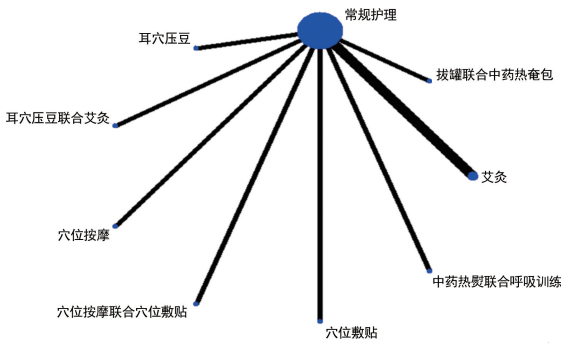 常规护理
耳穴压豆
拔罐联合中药热奄包
耳穴压豆联合艾灸
艾灸
穴位按摩
中药热熨联合呼吸训练
穴位按摩联合穴位敷贴
穴位敷贴